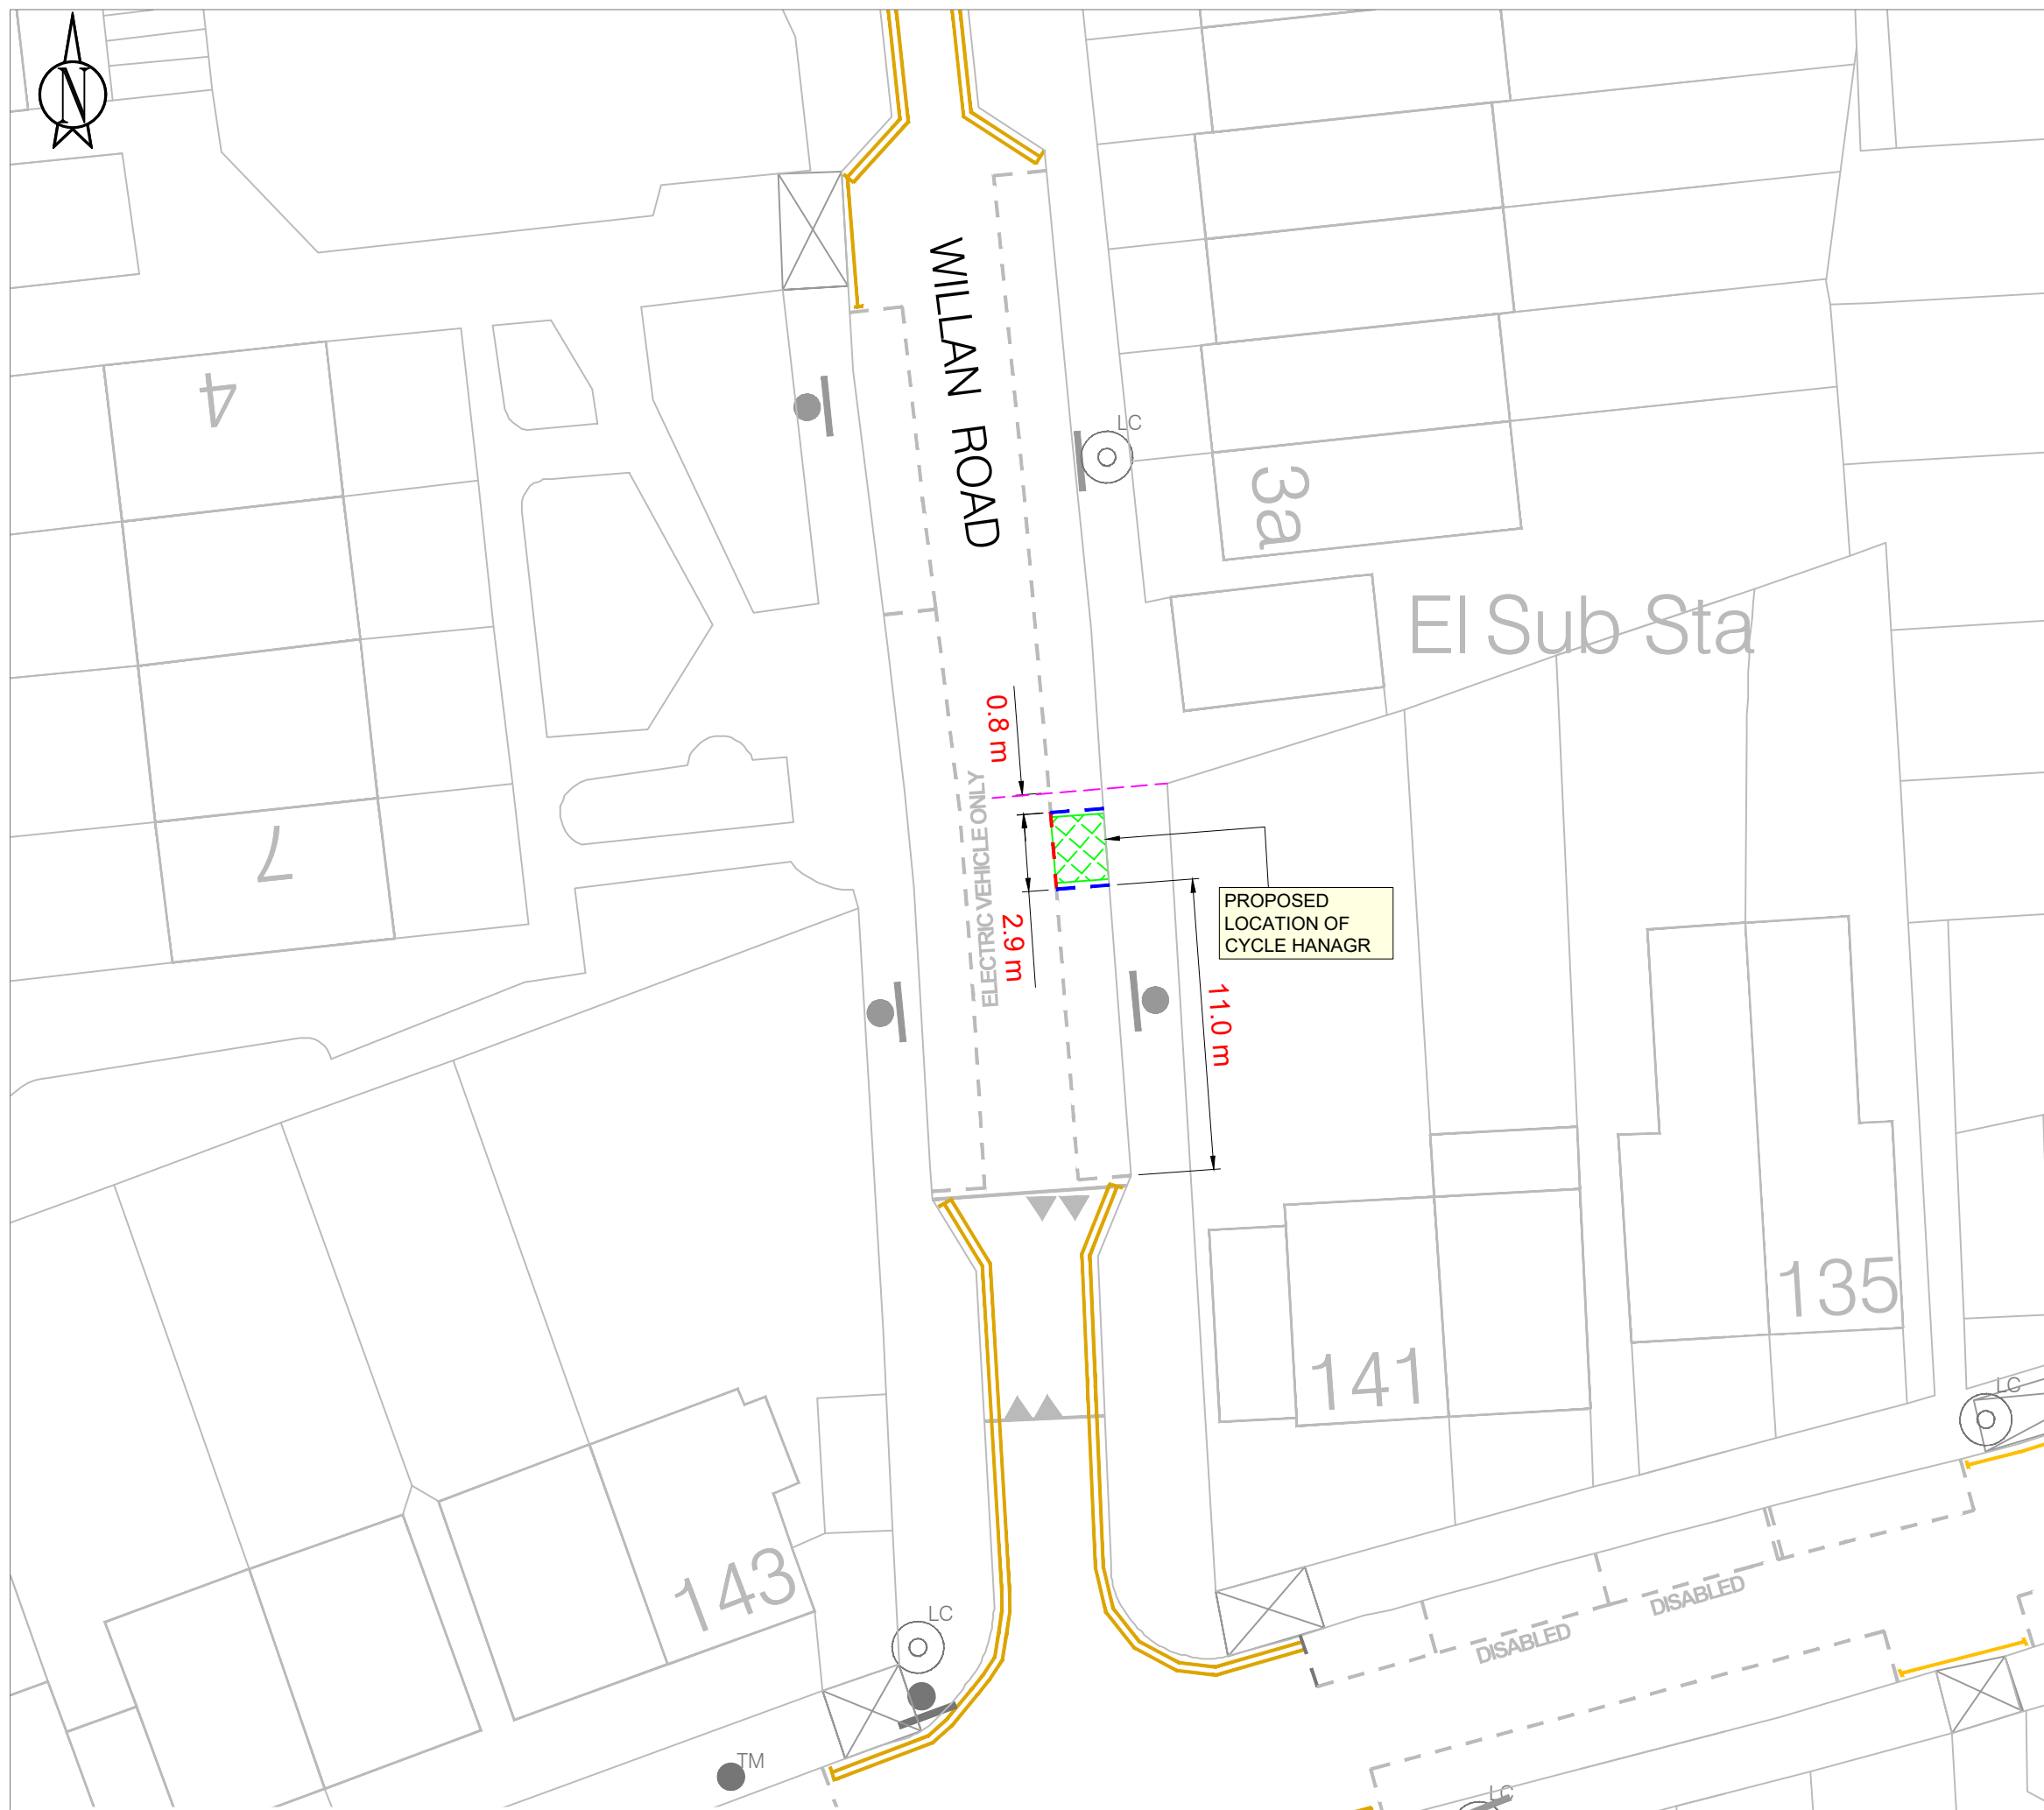 N
WILLAN ROAD
4
LC
3a
El Sub Sta
0.8 m
7
ELECTRIC VEHICLE ONLY
PROPOSED
LOCATION OF
CYCLE HANAGR
2.9 m
11.0 m
135
141
LC
143
DISABLED
DISABLED
LC
TM
LC